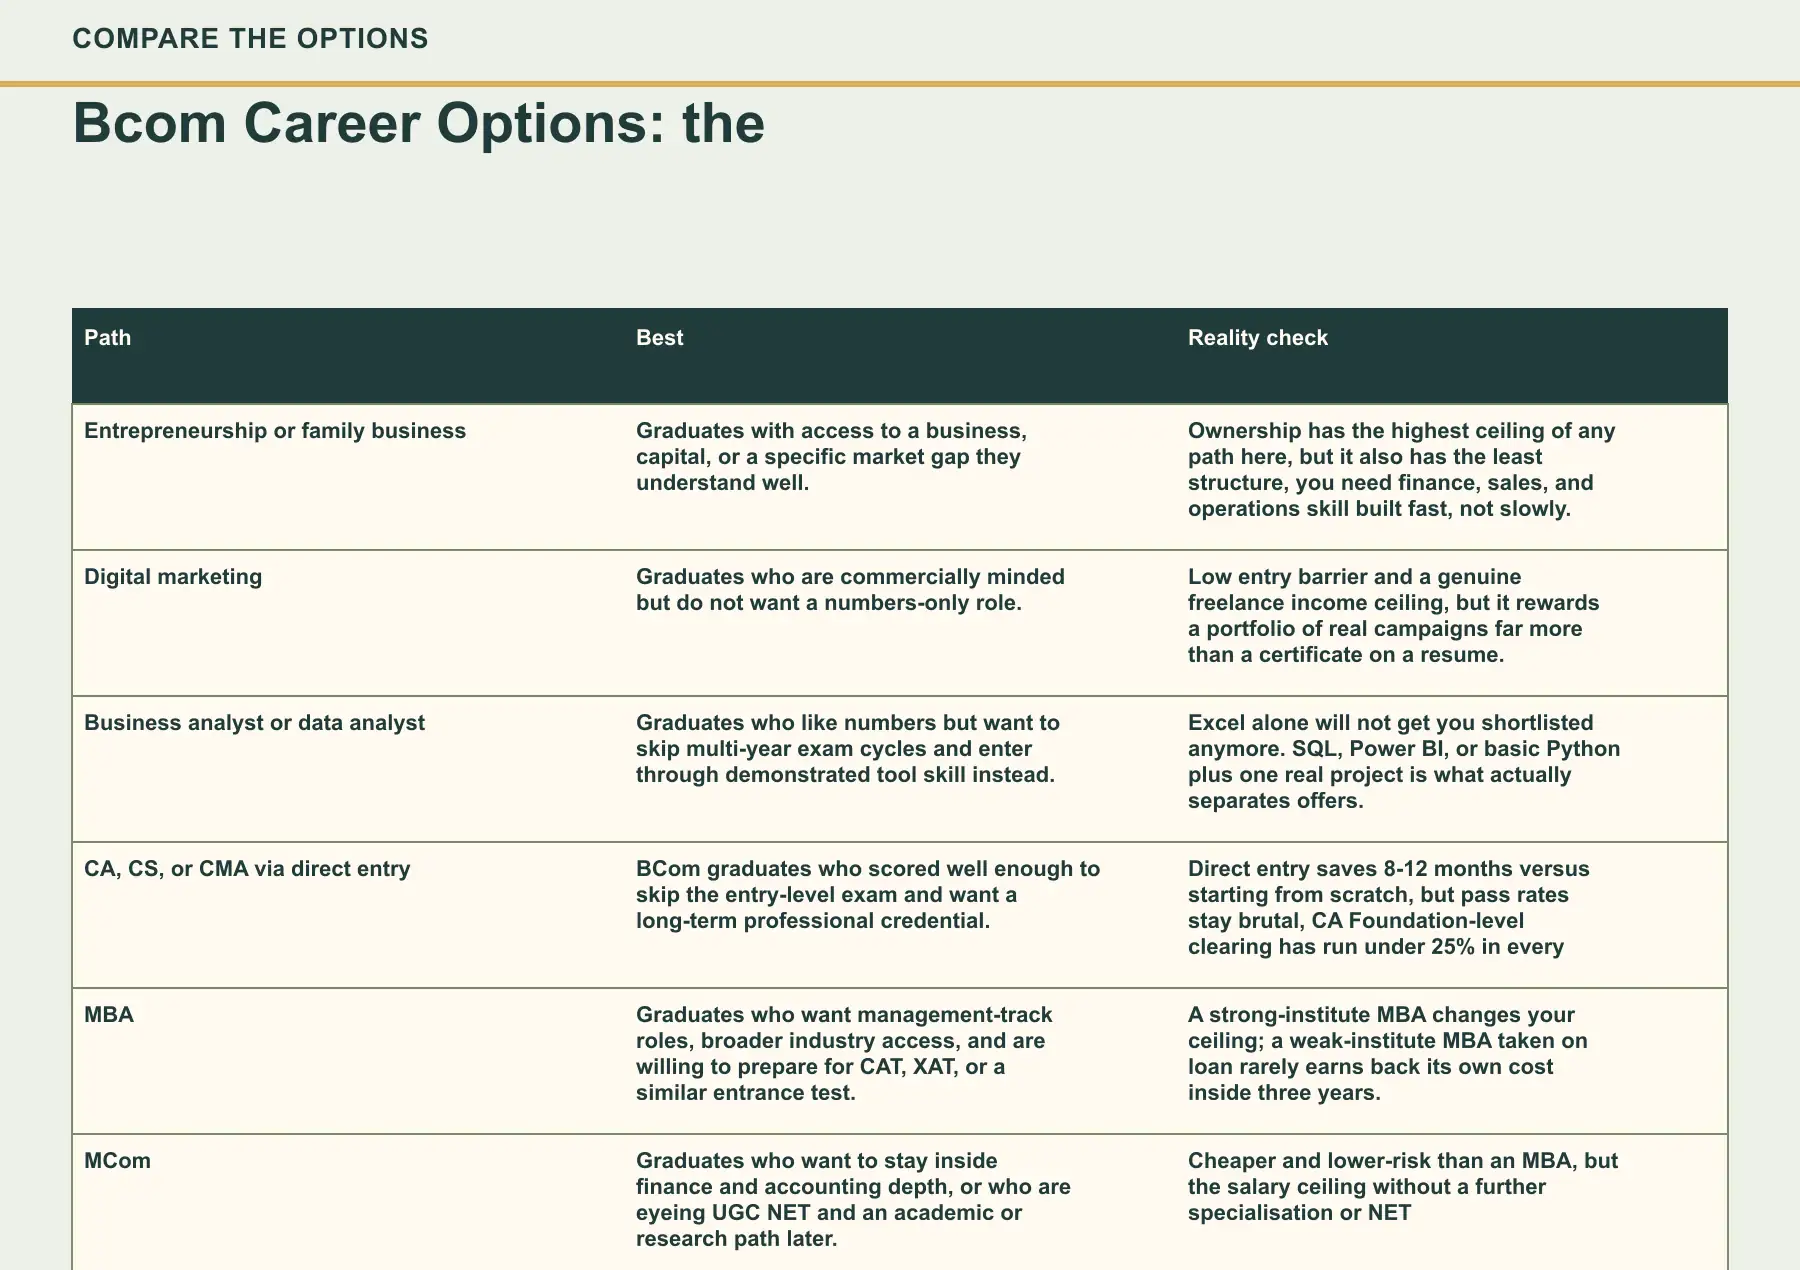 COMPARE THE OPTIONS
Bcom Career Options: the
Path
Best
Reality check
Entrepreneurship or family business
Graduates with access to a business,
capital, or a specific market gap they
understand well.
Ownership has the highest ceiling of any
path here, but it also has the least
structure, you need finance, sales, and
operations skill built fast, not slowly.
Digital marketing
Graduates who are commercially minded
but do not want a numbers-only role.
Low entry barrier and a genuine
freelance income ceiling, but it rewards
a portfolio of real campaigns far more
than a certificate on a resume.
Business analyst or data analyst
Graduates who like numbers but want to
skip multi-year exam cycles and enter
through demonstrated tool skill instead.
Excel alone will not get you shortlisted
anymore. SQL, Power BI, or basic Python
plus one real project is what actually
separates offers.
CA, CS, or CMA via direct entry
BCom graduates who scored well enough to
skip the entry-level exam and want a
long-term professional credential.
Direct entry saves 8-12 months versus
starting from scratch, but pass rates
stay brutal, CA Foundation-level
clearing has run under 25% in every
MBA
Graduates who want management-track
roles, broader industry access, and are
willing to prepare for CAT, XAT, or a
similar entrance test.
A strong-institute MBA changes your
ceiling; a weak-institute MBA taken on
loan rarely earns back its own cost
inside three years.
MCom
Graduates who want to stay inside
finance and accounting depth, or who are
eyeing UGC NET and an academic or
research path later.
Cheaper and lower-risk than an MBA, but
the salary ceiling without a further
specialisation or NET